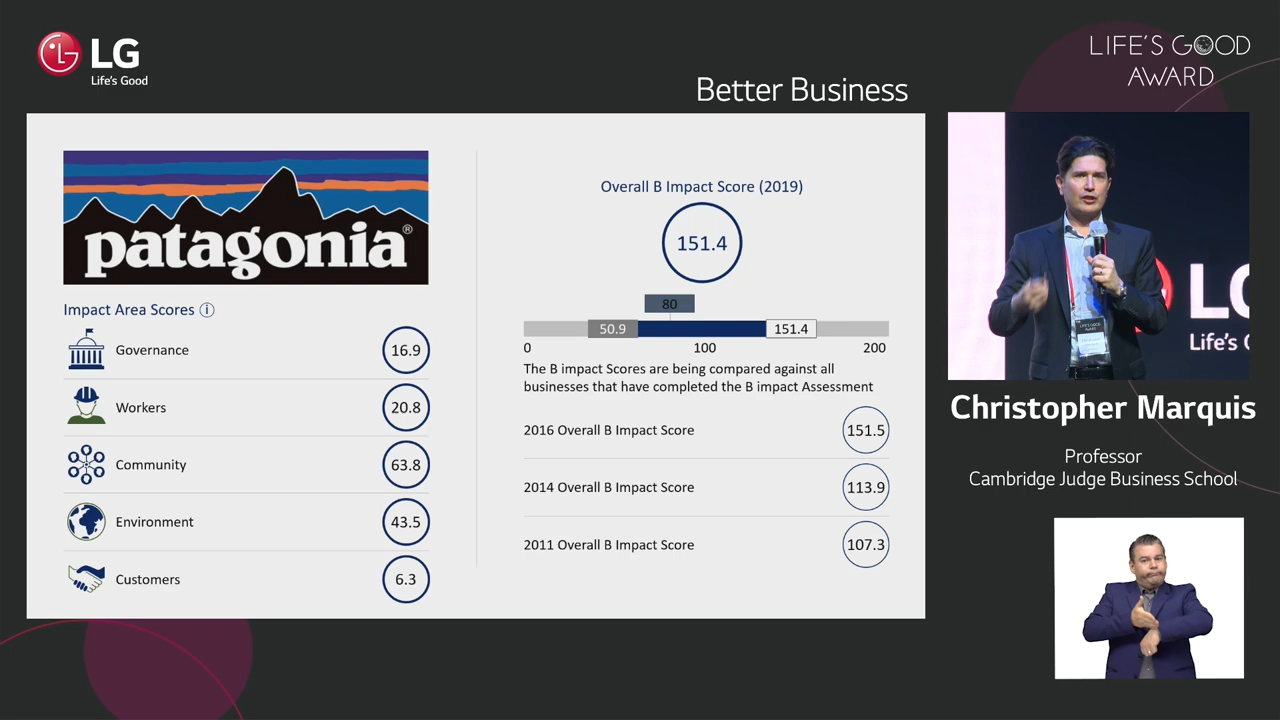 LG
Life's Good
LIFE'S GOOD
AWARD
Better Business
patagonia®
Impact Area Scores ⓘ
Governance 16.9
Workers 20.8
Community 63.8
Environment 43.5
Customers 6.3
Overall B Impact Score (2019)
151.4
80
50.9 151.4
0 100 200
The B impact Scores are being compared against all
businesses that have completed the B impact Assessment
2016 Overall B Impact Score 151.5
2014 Overall B Impact Score 113.9
2011 Overall B Impact Score 107.3
LG
Life's G
Christopher Marquis
Professor
Cambridge Judge Business School